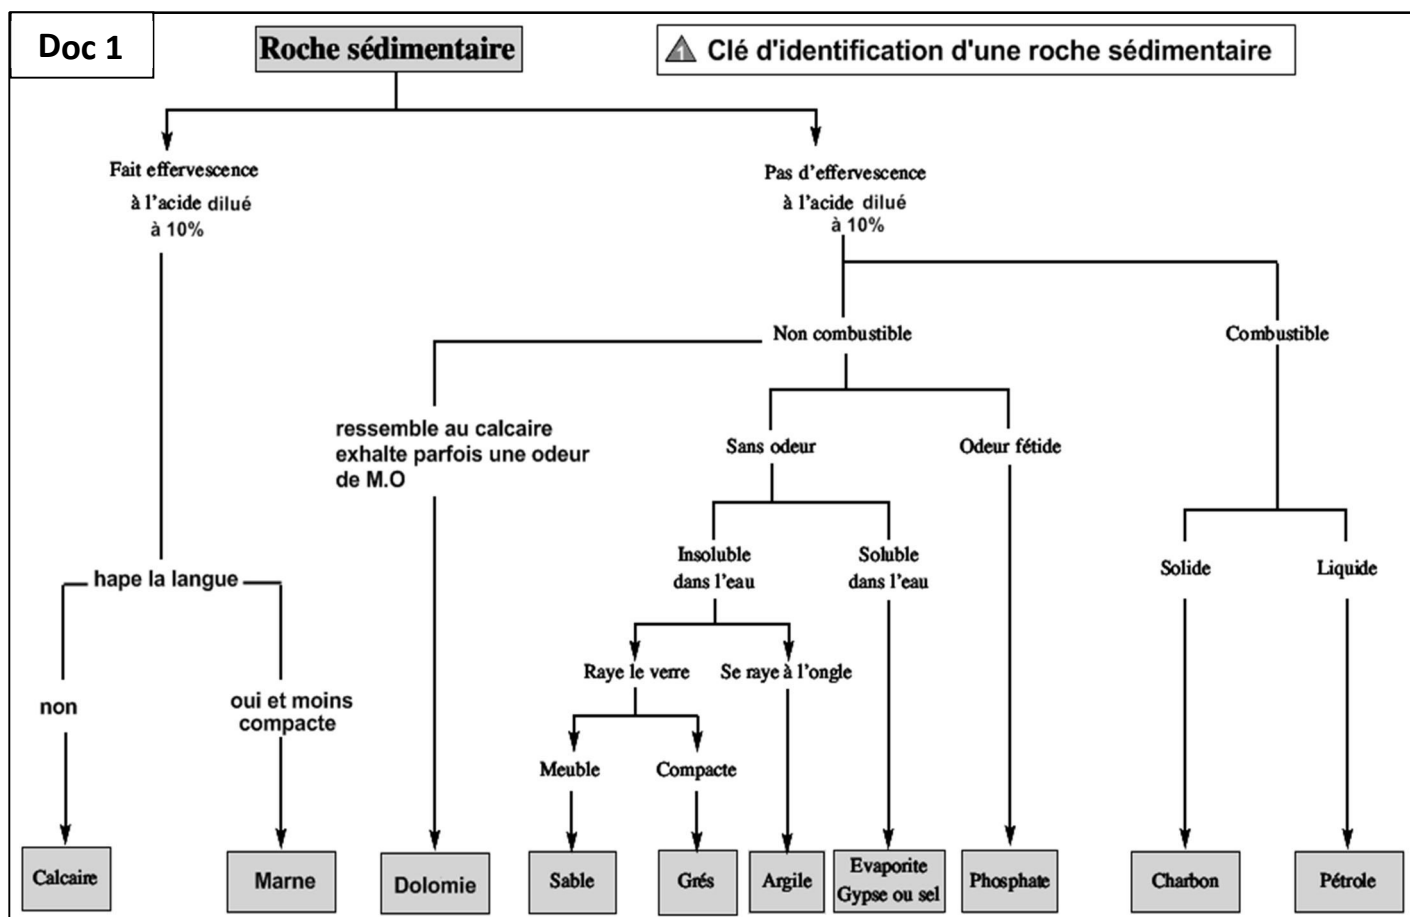 Doc 1
Roche sédimentaire
1 Clé d'identification d'une roche sédimentaire
Fait effervescence
à l'acide dilué
à 10%
Pas d'effervescence
à l'acide dilué
à 10%
Non combustible
Combustible
ressemble au calcaire
exhalte parfois une odeur
de M.O
Sans odeur
Odeur fétide
Insoluble
dans l'eau
Soluble
dans l'eau
Solide
Liquide
hape la langue
Raye le verre
Se raye à l'ongle
non
oui et moins
compacte
Meuble
Compacte
Calcaire
Marne
Dolomie
Sable
Grés
Argile
Evaporite
Gypse ou sel
Phosphate
Charbon
Pétrole